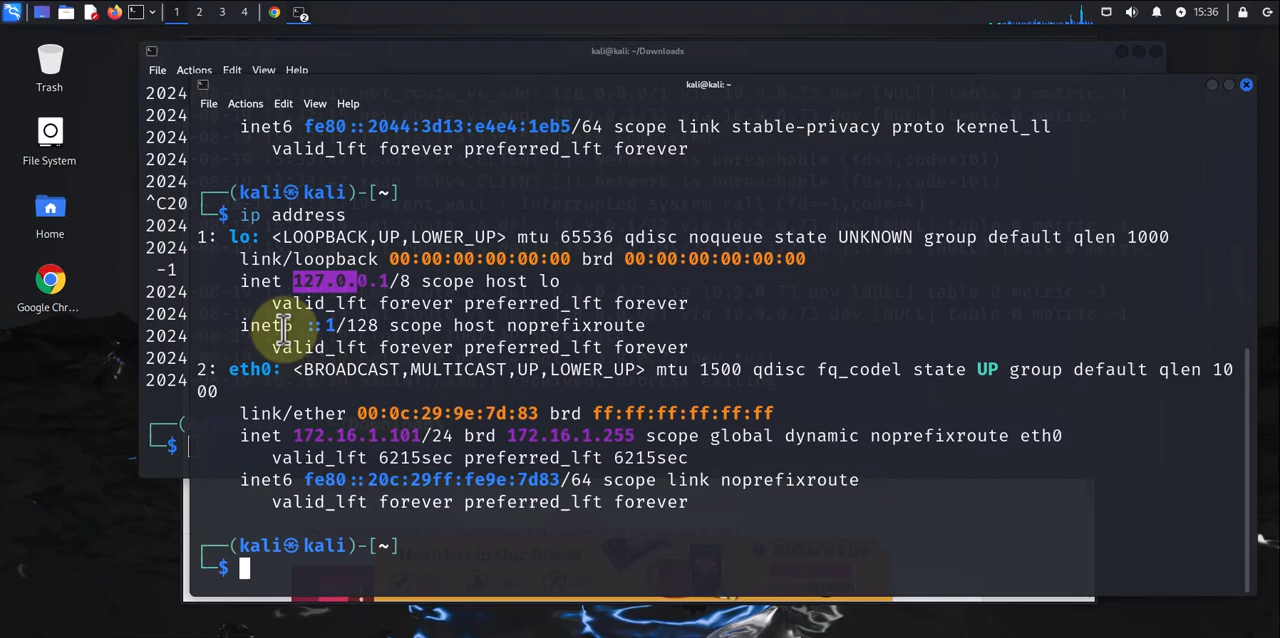 1 2 3 4 2 15:36
Trash
File System
Home
Google Chr...
kali@kali: ~/Downloads
File Actions Edit View Help
2024
2024
2024
2024
2024
^C20
2024
2024
-1
2024
2024
2024
2024
2024
$
kali@kali: ~
File Actions Edit View Help
inet6 fe80::2044:3d13:e4e4:1eb5/64 scope link stable-privacy proto kernel_ll
valid_lft forever preferred_lft forever
(kali㉿kali)-[~]
$ ip address
1: lo: <LOOPBACK,UP,LOWER_UP> mtu 65536 qdisc noqueue state UNKNOWN group default qlen 1000
link/loopback 00:00:00:00:00:00 brd 00:00:00:00:00:00
inet 127.0.0.1/8 scope host lo
valid_lft forever preferred_lft forever
inet6 ::1/128 scope host noprefixroute
valid_lft forever preferred_lft forever
2: eth0: <BROADCAST,MULTICAST,UP,LOWER_UP> mtu 1500 qdisc fq_codel state UP group default qlen 10
00
link/ether 00:0c:29:9e:7d:83 brd ff:ff:ff:ff:ff:ff
inet 172.16.1.101/24 brd 172.16.1.255 scope global dynamic noprefixroute eth0
valid_lft 6215sec preferred_lft 6215sec
inet6 fe80::20c:29ff:fe9e:7d83/64 scope link noprefixroute
valid_lft forever preferred_lft forever
(kali㉿kali)-[~]
$